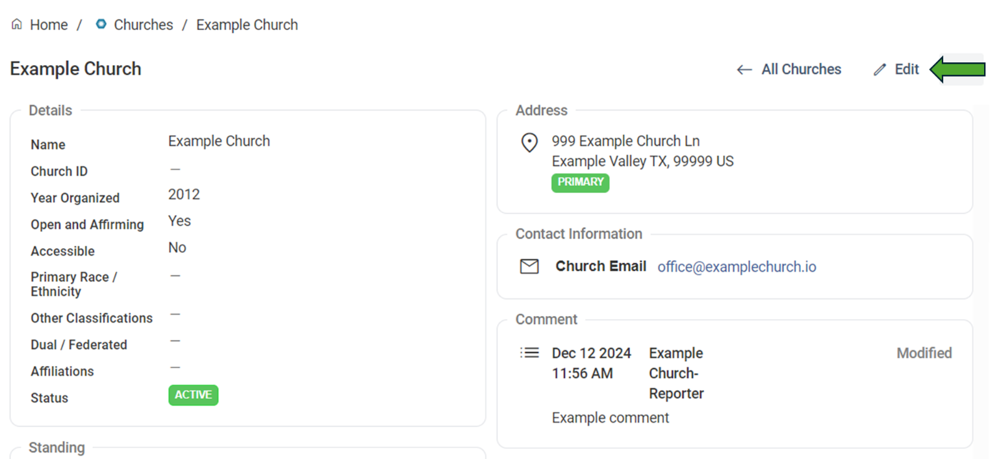 Home / Churches / Example Church
Example Church
← All Churches
Edit
Details
Name Example Church
Church ID —
Year Organized 2012
Open and Affirming Yes
Accessible No
Primary Race / —
Ethnicity
Other Classifications —
Dual / Federated —
Affiliations —
Status ACTIVE
Standing
Address
999 Example Church Ln
Example Valley TX, 99999 US
PRIMARY
Contact Information
Church Email office@examplechurch.io
Comment
Dec 12 2024 Example Modified
11:56 AM Church-
Reporter
Example comment